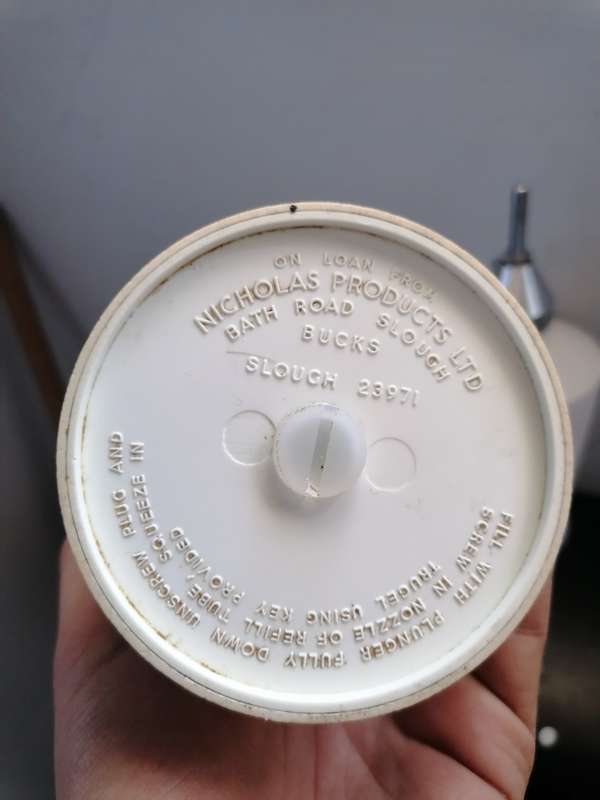 ON LOAN FROM
NICHOLAS PRODUCTS LTD
BATH ROAD SLOUGH
BUCKS
SLOUGH 23971
FILL WITH PLUNGER FULLY DOWN UNSCREW PLUG AND
SCREW IN NOZZLE OF REFILL TUBE SQUEEZE IN
TRUGEL USING KEY PROVIDED